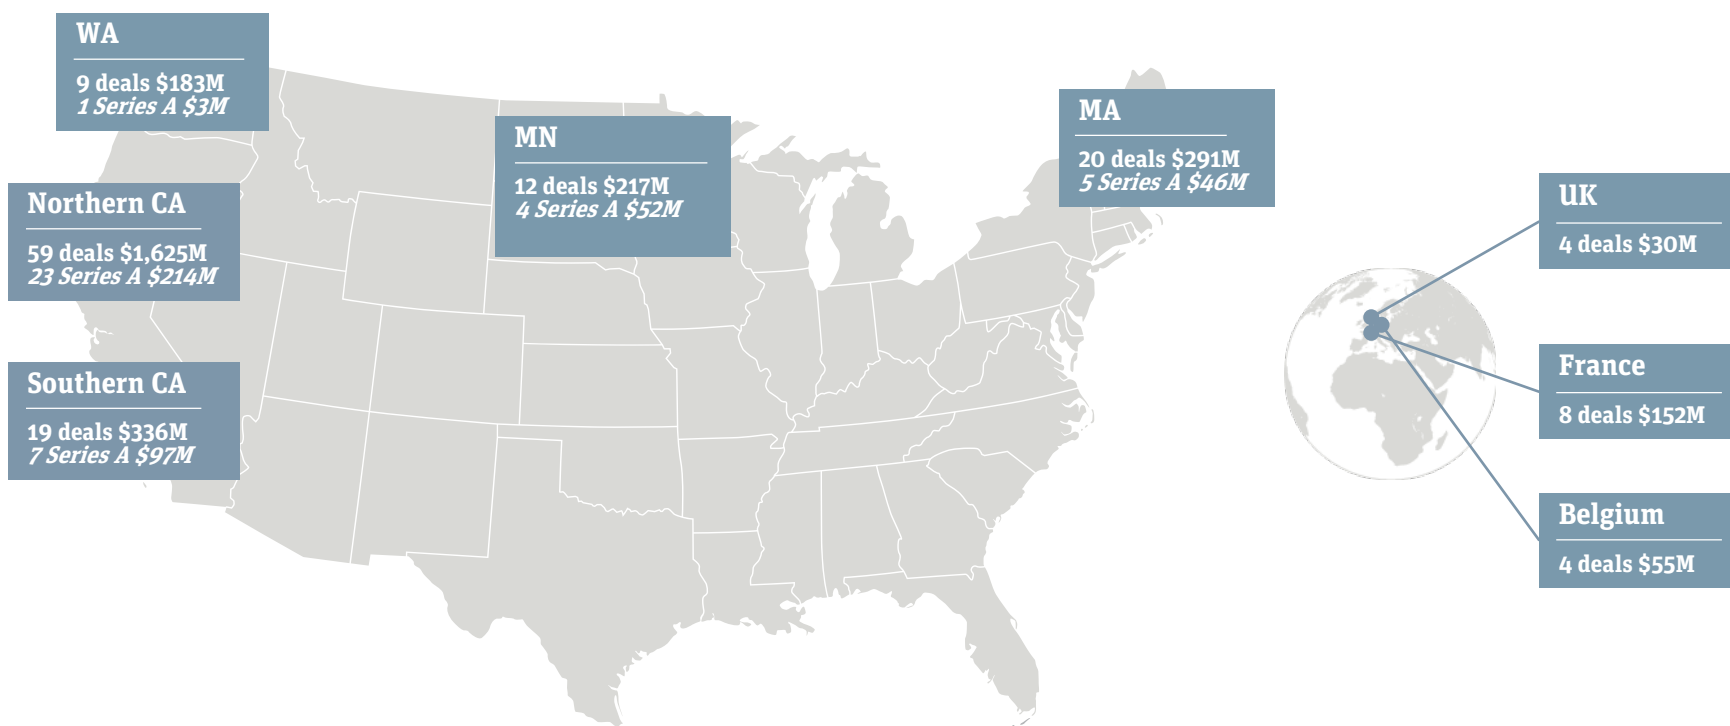 WA
9 deals $183M
1 Series A $3M
Northern CA
59 deals $1,625M
23 Series A $214M
Southern CA
19 deals $336M
7 Series A $97M
MN
12 deals $217M
4 Series A $52M
MA
20 deals $291M
5 Series A $46M
UK
4 deals $30M
France
8 deals $152M
Belgium
4 deals $55M